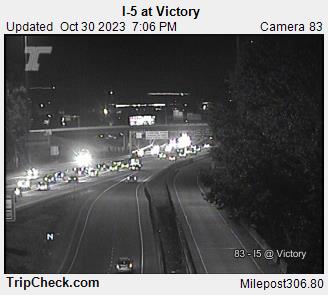 I-5 at Victory
Updated Oct 30 2023 7:06 PM Camera 83
N
83 - I5 @ Victory
TripCheck.com Milepost306.80